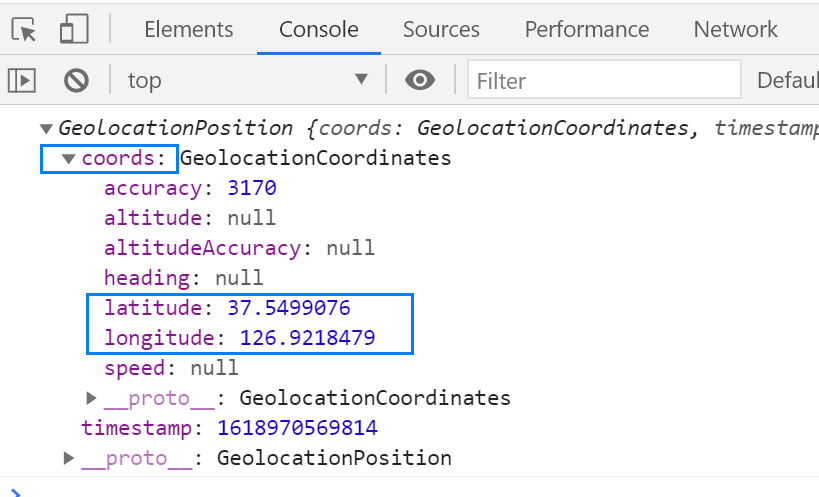 Elements Console Sources Performance Network
top Filter Defaul
GeolocationPosition {coords: GeolocationCoordinates, timestamp
coords: GeolocationCoordinates
accuracy: 3170
altitude: null
altitudeAccuracy: null
heading: null
latitude: 37.5499076
longitude: 126.9218479
speed: null
__proto__: GeolocationCoordinates
timestamp: 1618970569814
__proto__: GeolocationPosition